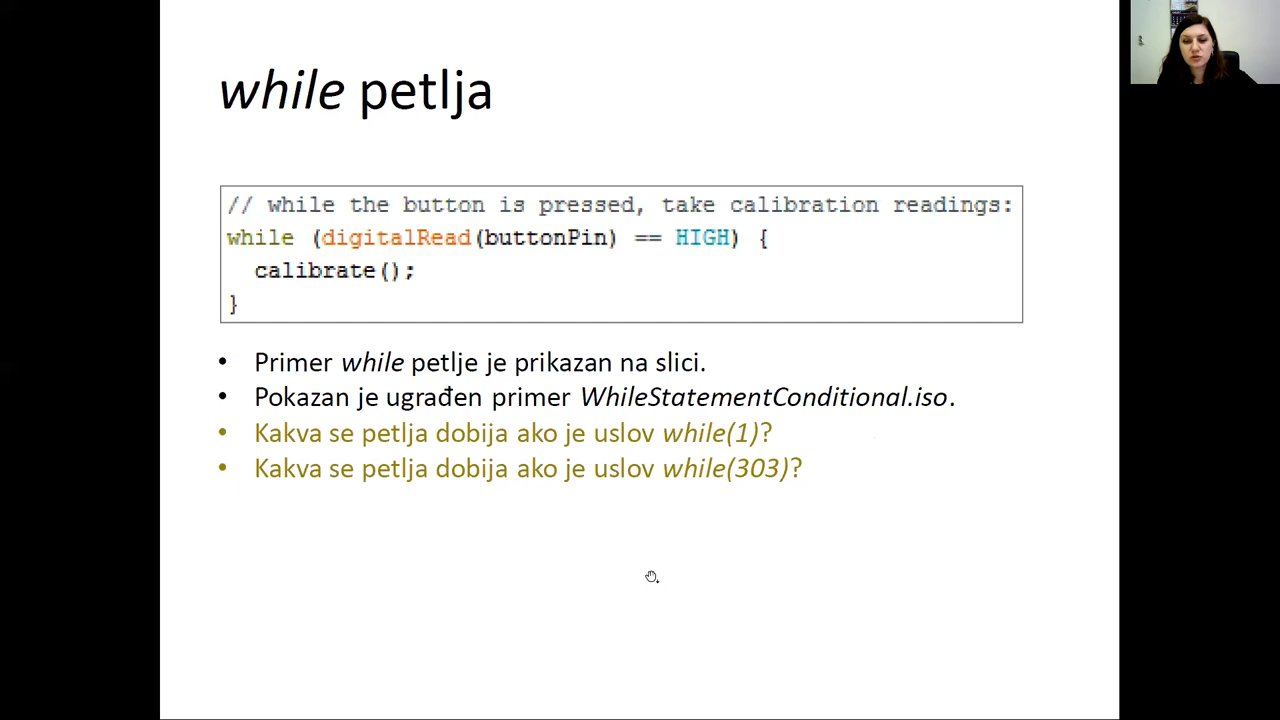 while petlja
// while the button is pressed, take calibration readings:
while (digitalRead(buttonPin) == HIGH) {
calibrate();
}
• Primer while petlje je prikazan na slici.
• Pokazan je ugrađen primer WhileStatementConditional.iso.
• Kakva se petlja dobija ako je uslov while(1)?
• Kakva se petlja dobija ako je uslov while(303)?